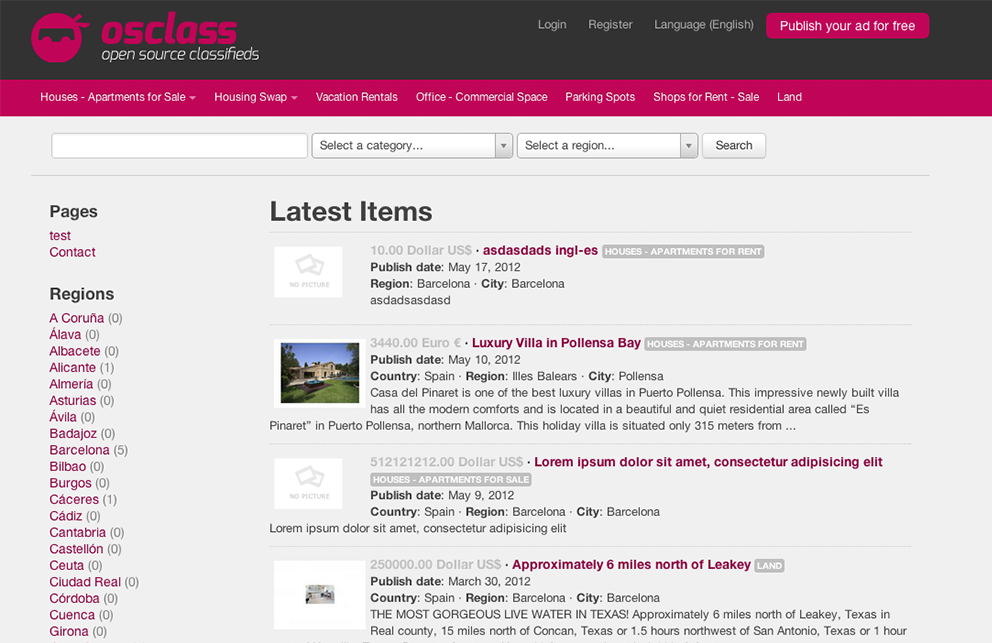 osclass
open source classifieds
Login Register Language (English) Publish your ad for free
Houses - Apartments for Sale Housing Swap Vacation Rentals Office - Commercial Space Parking Spots Shops for Rent - Sale Land
Select a category... Select a region... Search
Pages
test
Contact
Regions
A Coruña (0)
Álava (0)
Albacete (0)
Alicante (1)
Almería (0)
Asturias (0)
Ávila (0)
Badajoz (0)
Barcelona (5)
Bilbao (0)
Burgos (0)
Cáceres (1)
Cádiz (0)
Cantabria (0)
Castellón (0)
Ceuta (0)
Ciudad Real (0)
Córdoba (0)
Cuenca (0)
Girona (0)
Latest Items
NO PICTURE
10.00 Dollar US$ · asdasdads ingl-es HOUSES - APARTMENTS FOR RENT
Publish date: May 17, 2012
Region: Barcelona · City: Barcelona
asdadsasdasd
3440.00 Euro € · Luxury Villa in Pollensa Bay HOUSES - APARTMENTS FOR RENT
Publish date: May 10, 2012
Country: Spain · Region: Illes Balears · City: Pollensa
Casa del Pinaret is one of the best luxury villas in Puerto Pollensa. This impressive newly built villa
has all the modern comforts and is located in a beautiful and quiet residential area called “Es
Pinaret” in Puerto Pollensa, northern Mallorca. This holiday villa is situated only 315 meters from ...
NO PICTURE
512121212.00 Dollar US$ · Lorem ipsum dolor sit amet, consectetur adipisicing elit
HOUSES - APARTMENTS FOR SALE
Publish date: May 9, 2012
Country: Spain · Region: Barcelona · City: Barcelona
Lorem ipsum dolor sit amet, consectetur adipisicing elit
250000.00 Dollar US$ · Approximately 6 miles north of Leakey LAND
Publish date: March 30, 2012
Country: Spain · Region: Barcelona · City: Barcelona
THE MOST GORGEOUS LIVE WATER IN TEXAS! Approximately 6 miles north of Leakey, Texas in
Real county, 15 miles north of Concan, Texas or 1.5 hours northwest of San Antonio, Texas or 1 hour